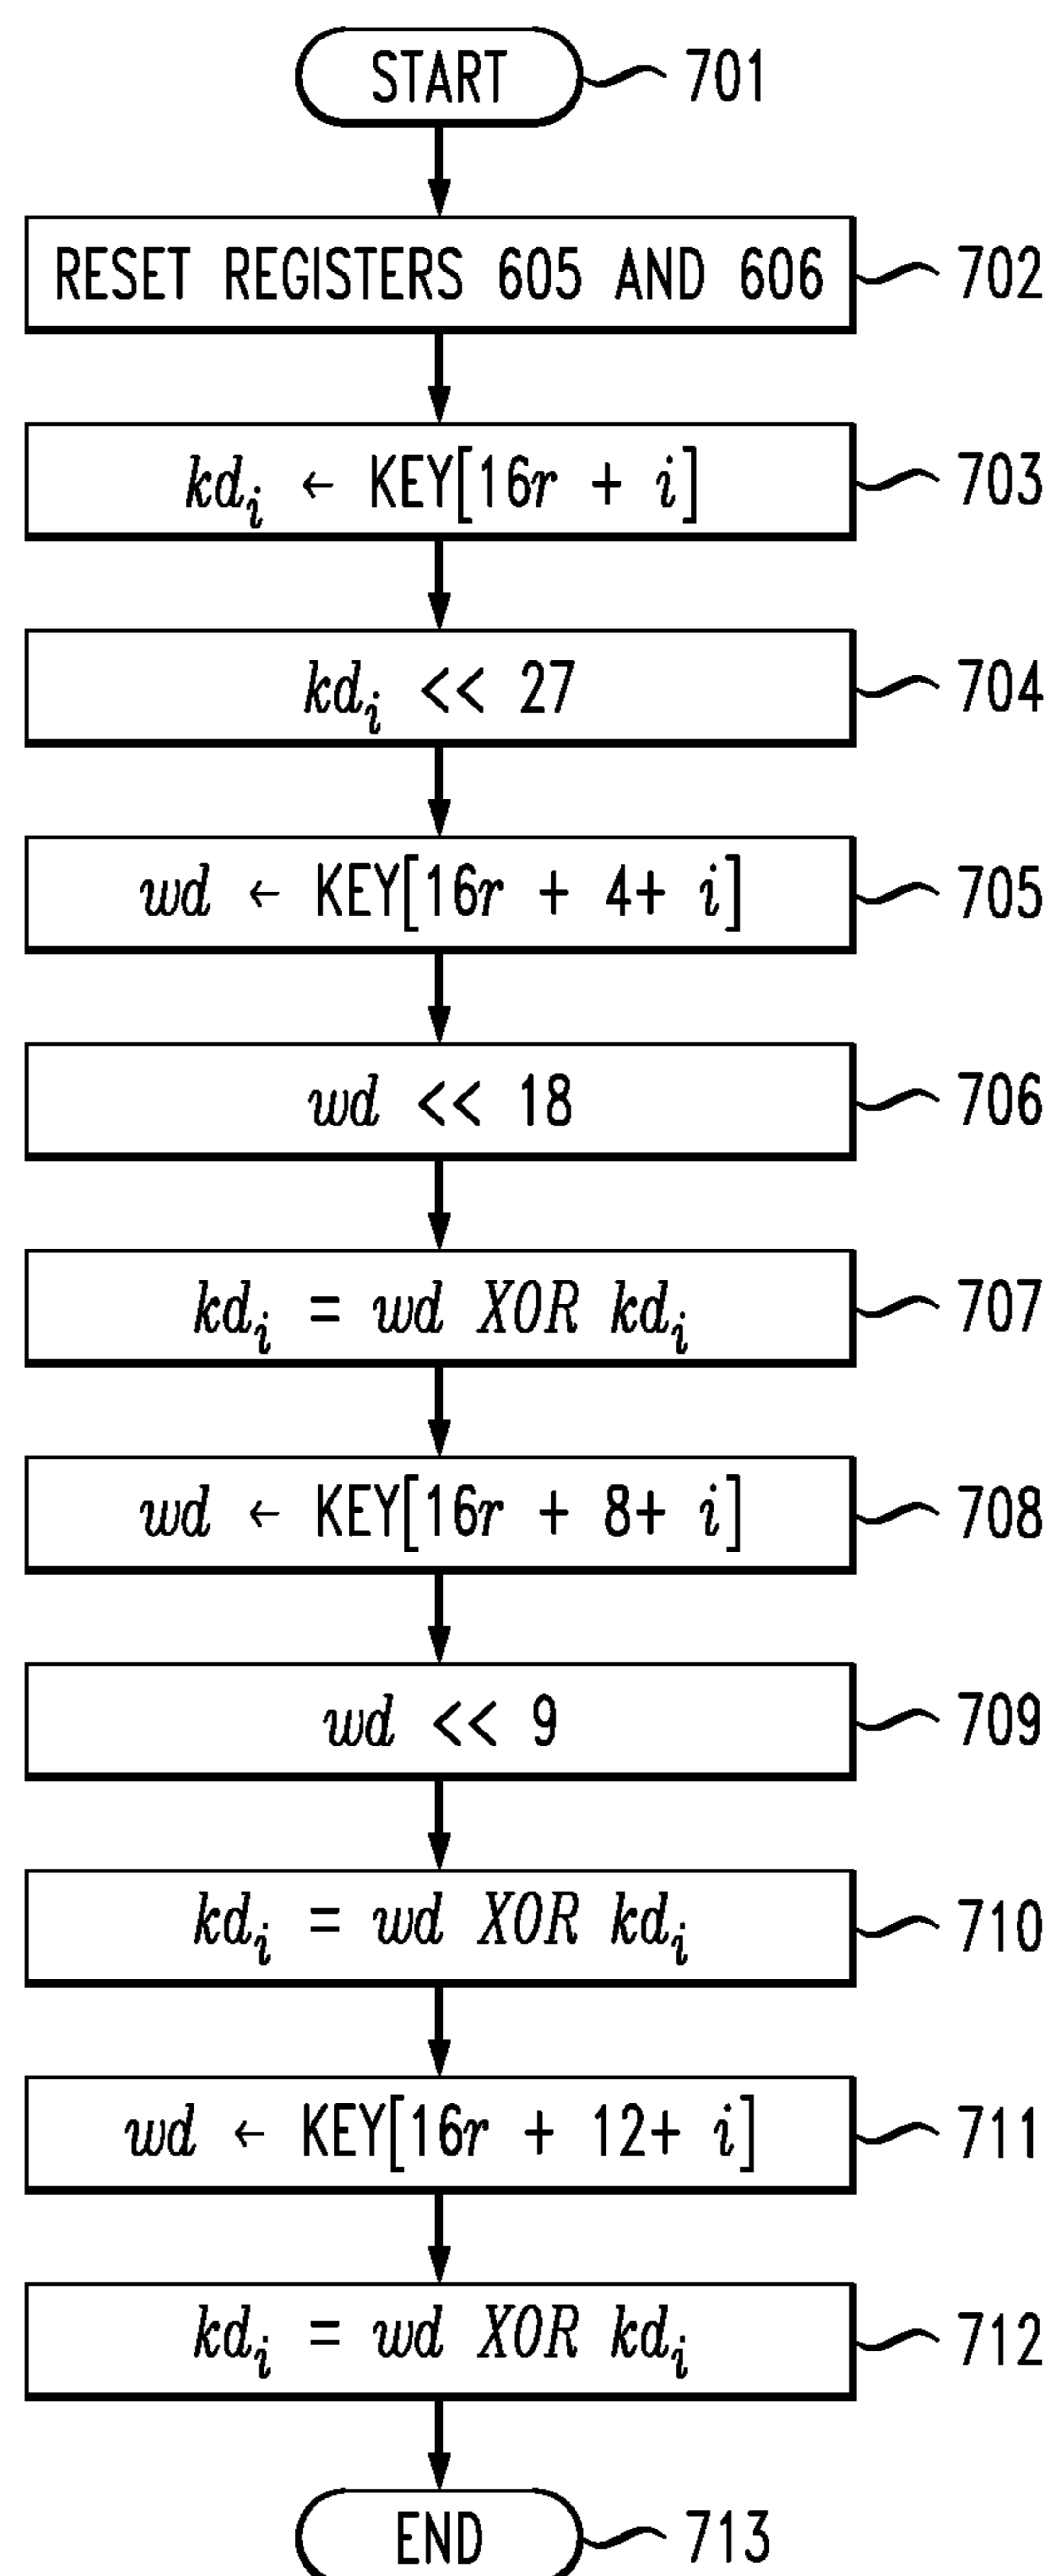 START 701
RESET REGISTERS 605 AND 606 702
kd_i ← KEY[16r + i] 703
kd_i << 27 704
wd ← KEY[16r + 4+ i] 705
wd << 18 706
kd_i = wd XOR kd_i 707
wd ← KEY[16r + 8+ i] 708
wd << 9 709
kd_i = wd XOR kd_i 710
wd ← KEY[16r + 12+ i] 711
kd_i = wd XOR kd_i 712
END 713